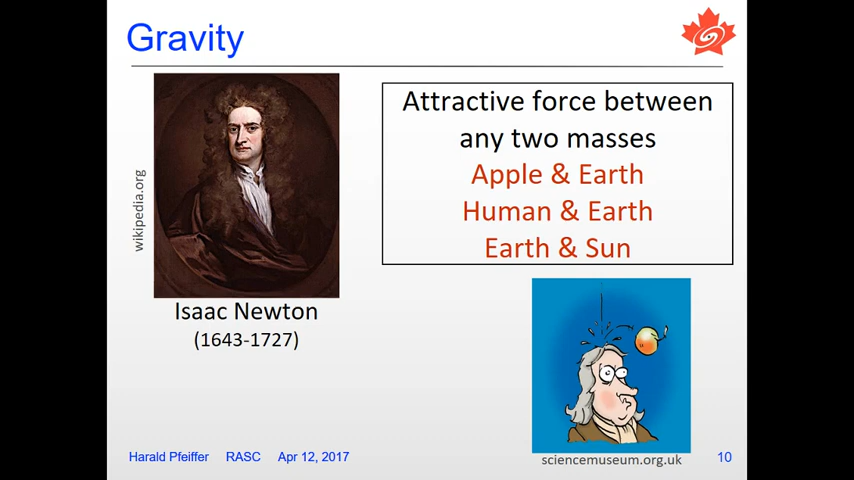 Gravity
wikipedia.org
Attractive force between
any two masses
Apple & Earth
Human & Earth
Earth & Sun
Isaac Newton
(1643-1727)
Harald Pfeiffer RASC Apr 12, 2017
sciencemuseum.org.uk
10